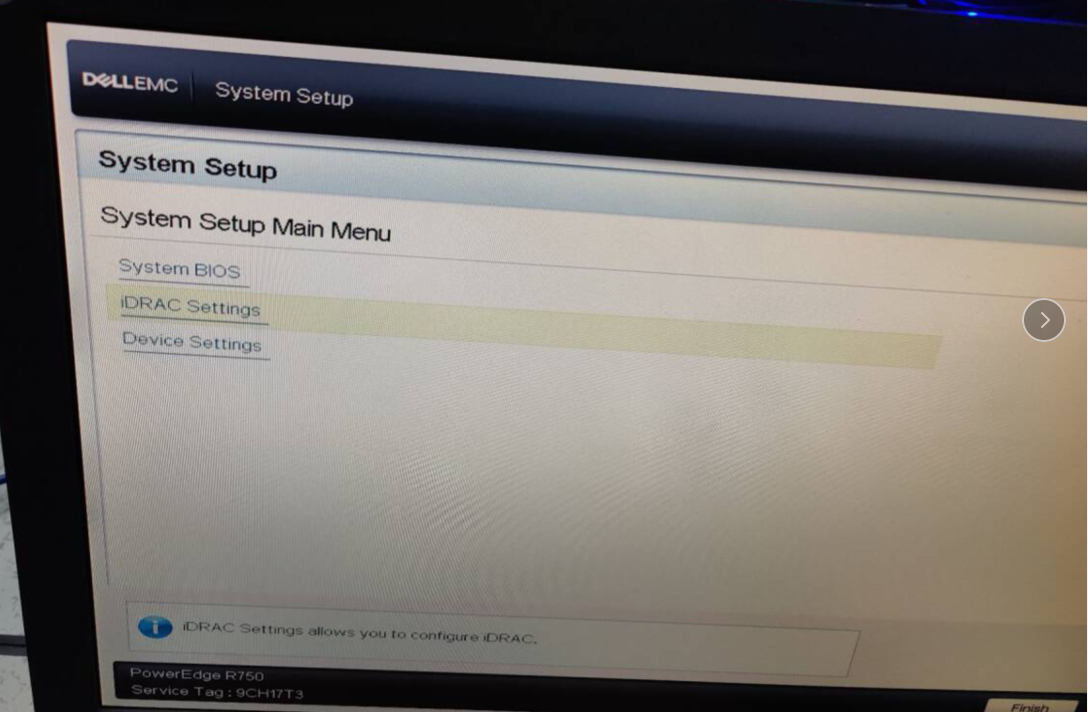 DELLEMC System Setup
System Setup
System Setup Main Menu
System BIOS
iDRAC Settings
Device Settings
iDRAC Settings allows you to configure iDRAC.
PowerEdge R750
Service Tag : 9CH17T3
Finish